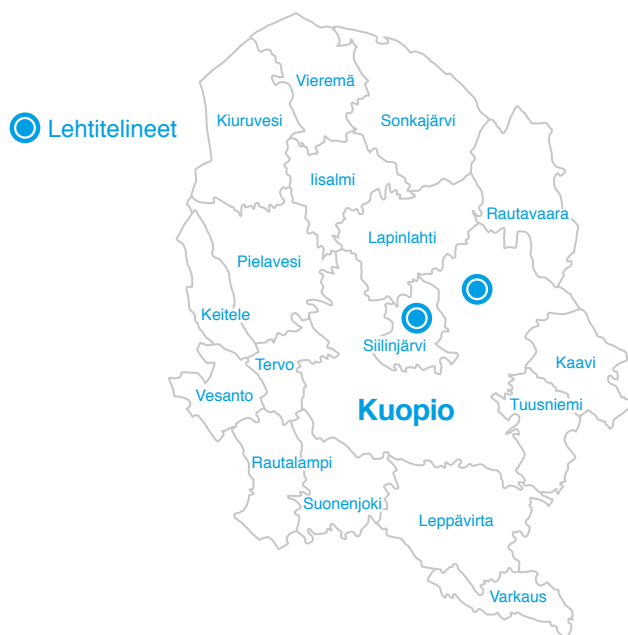 Vieremä
Kiuruvesi
Sonkajärvi
Lehtitelineet
Iisalmi
Rautavaara
Lapinlahti
Pielavesi
Keitele
Siilinjärvi
Tervo
Kaavi
Vesanto
Kuopio
Tuusniemi
Rautalampi
Suonenjoki
Leppävirta
Varkaus